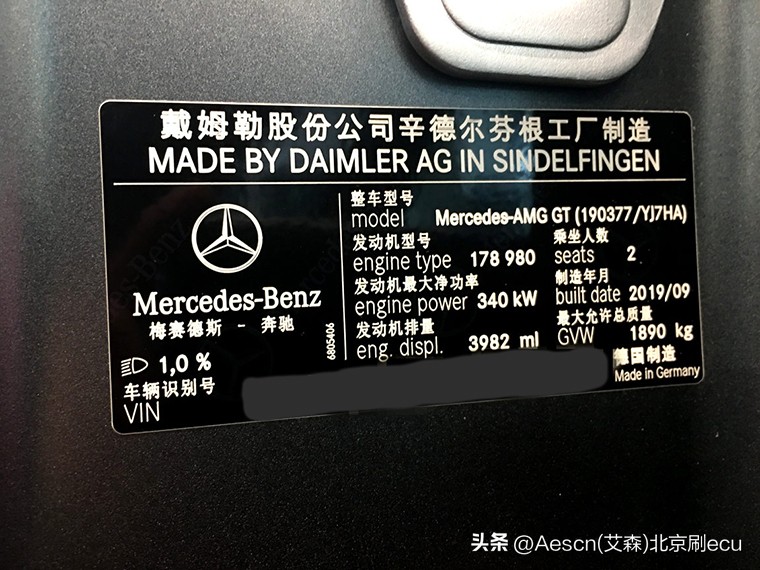 戴姆勒股份公司辛德尔芬根工厂制造
MADE BY DAIMLER AG IN SINDELFINGEN
整车型号
model Mercedes-AMG GT (190377/YJ7HA)
发动机型号 乘坐人数
engine type 178 980 seats 2
发动机最大净功率 制造年月
engine power 340 kW built date 2019/09
发动机排量 最大允许总质量
eng. displ. 3982 ml GVW 1890 kg
Mercedes-Benz
梅赛德斯 - 奔驰
6805406
1,0 %
车辆识别号
VIN
德国制造
Made in Germany
头条 @Aescn(艾森)北京刷ecu